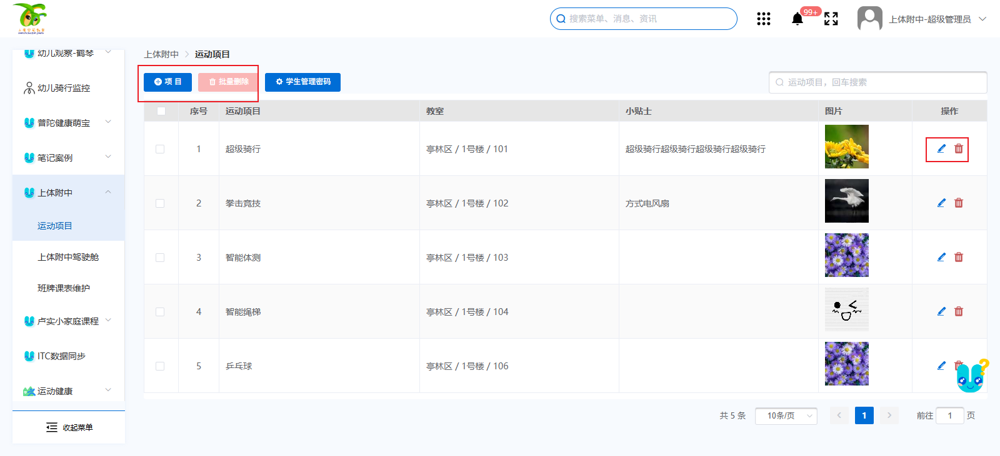 搜索菜单、消息、资讯
99+
上体附中-超级管理员
幼儿观察-鹤琴
幼儿骑行监控
普陀健康萌宝
笔记案例
上体附中
运动项目
上体附中驾驶舱
班牌课表维护
卢实小家庭课程
ITC数据同步
运动健康
收起菜单
上体附中 > 运动项目
项 目 批量删除 学生管理密码
运动项目，回车搜索
序号 运动项目 教室 小贴士 图片 操作
1 超级骑行 亭林区 / 1号楼 / 101 超级骑行超级骑行超级骑行超级骑行
2 拳击竞技 亭林区 / 1号楼 / 102 方式电风扇
3 智能体测 亭林区 / 1号楼 / 103
4 智能绳梯 亭林区 / 1号楼 / 104
5 乒乓球 亭林区 / 1号楼 / 106
共 5 条 10条/页 < 1 > 前往 1 页